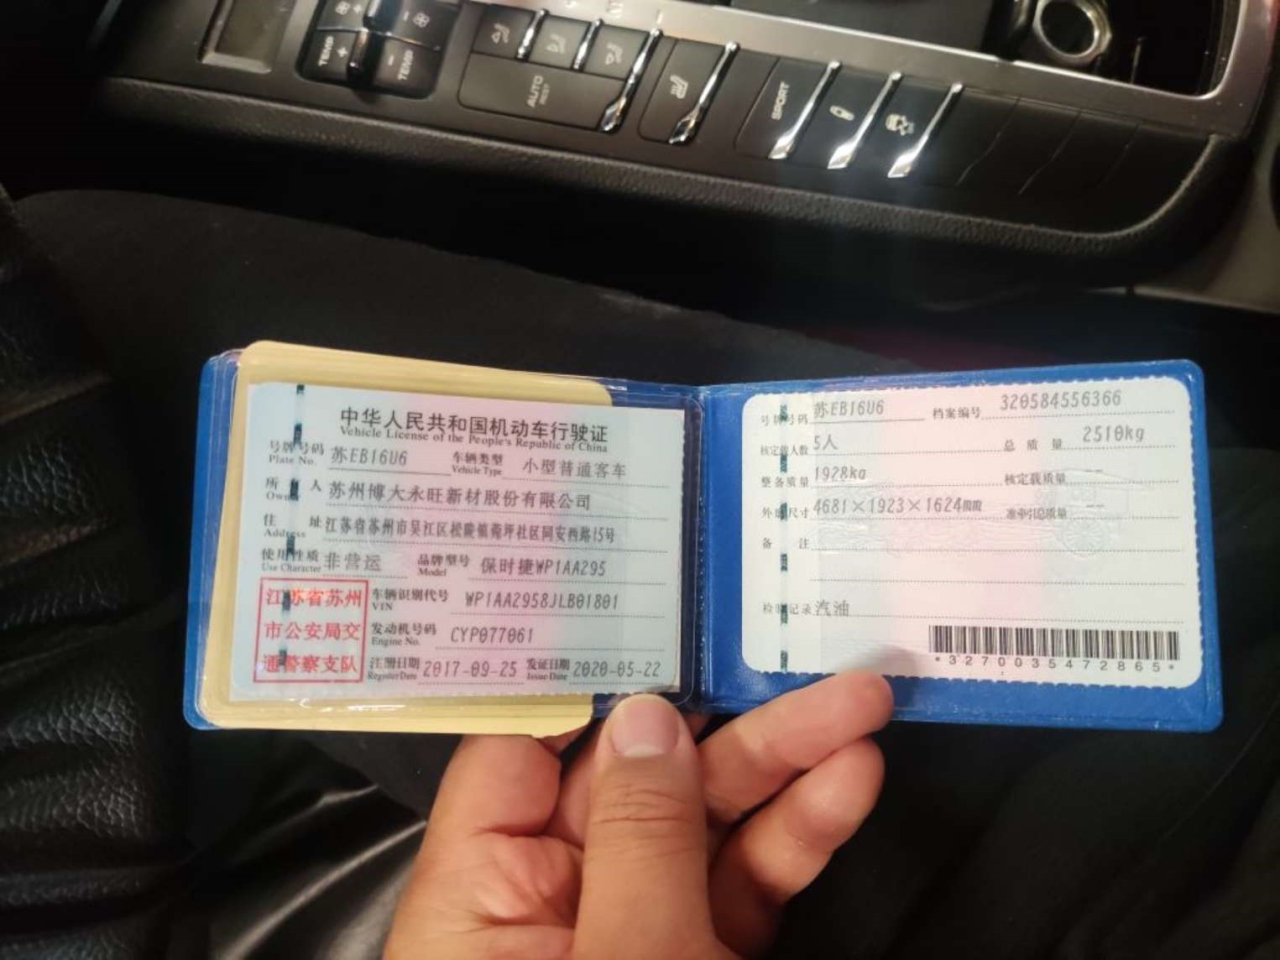 TEMP
TEMP
AUTO
REST
SPORT
中华人民共和国机动车行驶证
Vehicle License of the People's Republic of China
号牌号码 苏EB16U6 车辆类型 小型普通客车
Plate No. Vehicle Type
所 人 苏州博大永旺新材股份有限公司
住 址 江苏省苏州市吴江区松陵镇菀坪社区同安西路15号
Address
使用性质 非营运 品牌型号 保时捷WP1AA295
Use Character Model
江苏省苏州
市公安局交
通警察支队
车辆识别代号 WP1AA2958JLB01801
VIN
发动机号码 CYP077061
Engine No.
注册日期 2017-09-25 发证日期 2020-05-22
Register Date Issue Date
号牌号码 苏EB16U6 档案编号 320584556366
核定载人数 5人 总质量 2510kg
整备质量 1928kg 核定载质量
外廓尺寸 4681×1923×1624mm 准牵引总质量
备 注
检验记录 汽油
*3270035472865*